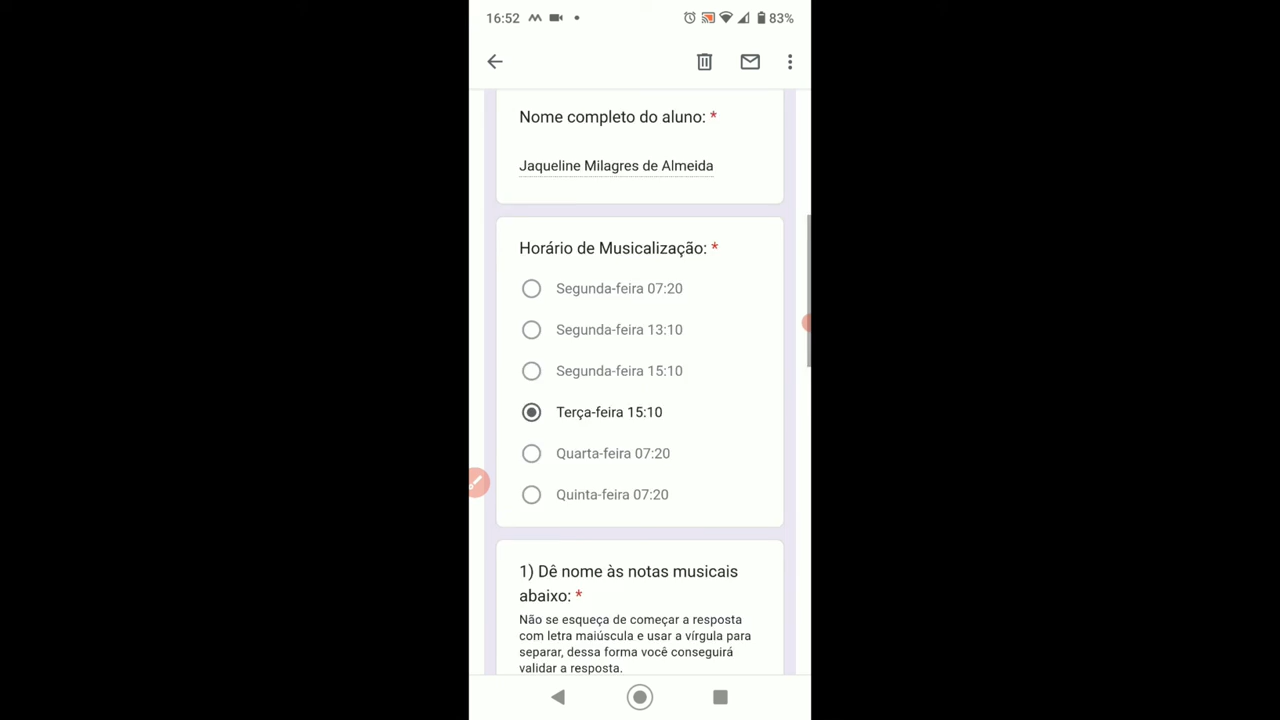 16:52
83%
Nome completo do aluno: *
Jaqueline Milagres de Almeida
Horário de Musicalização: *
Segunda-feira 07:20
Segunda-feira 13:10
Segunda-feira 15:10
Terça-feira 15:10
Quarta-feira 07:20
Quinta-feira 07:20
1) Dê nome às notas musicais
abaixo: *
Não se esqueça de começar a resposta
com letra maiúscula e usar a vírgula para
separar, dessa forma você conseguirá
validar a resposta.